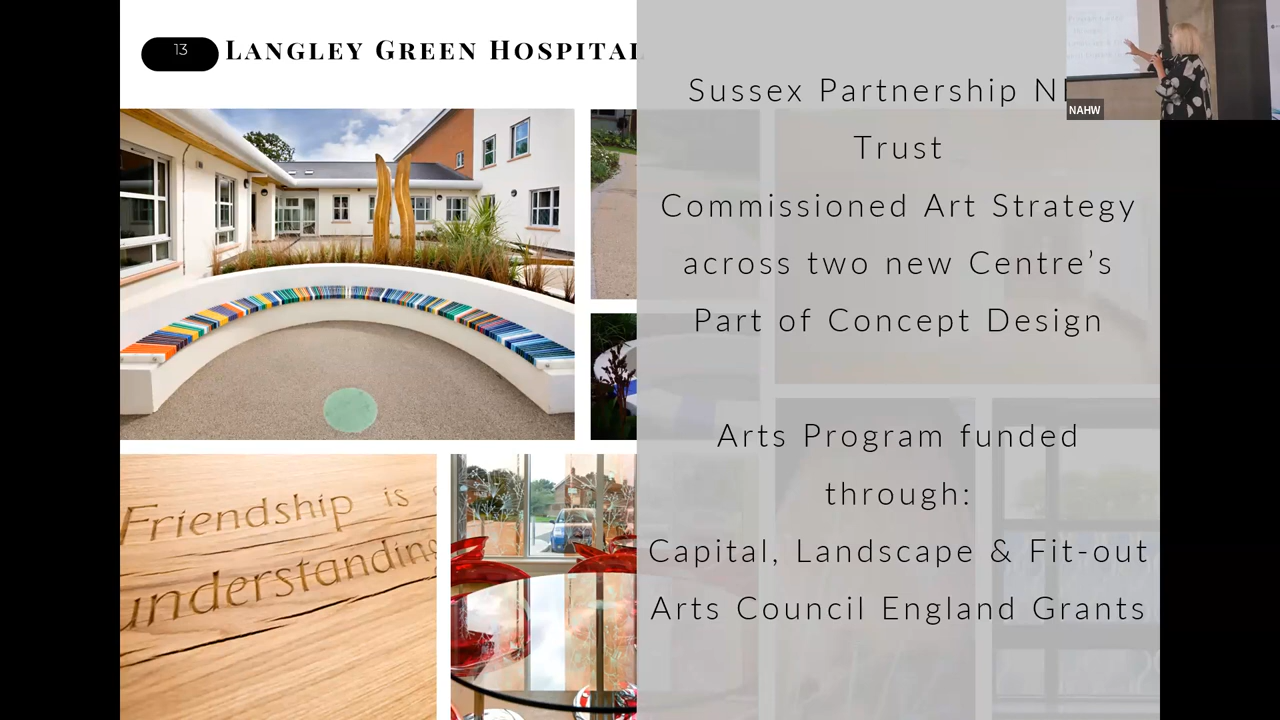 13
LANGLEY GREEN HOSPITAL
NAHW
Sussex Partnership
Trust
Commissioned Art Strategy
across two new Centre’s
Part of Concept Design
Arts Program funded
through:
Capital, Landscape & Fit-out
Arts Council England Grants
Friendship is
understanding